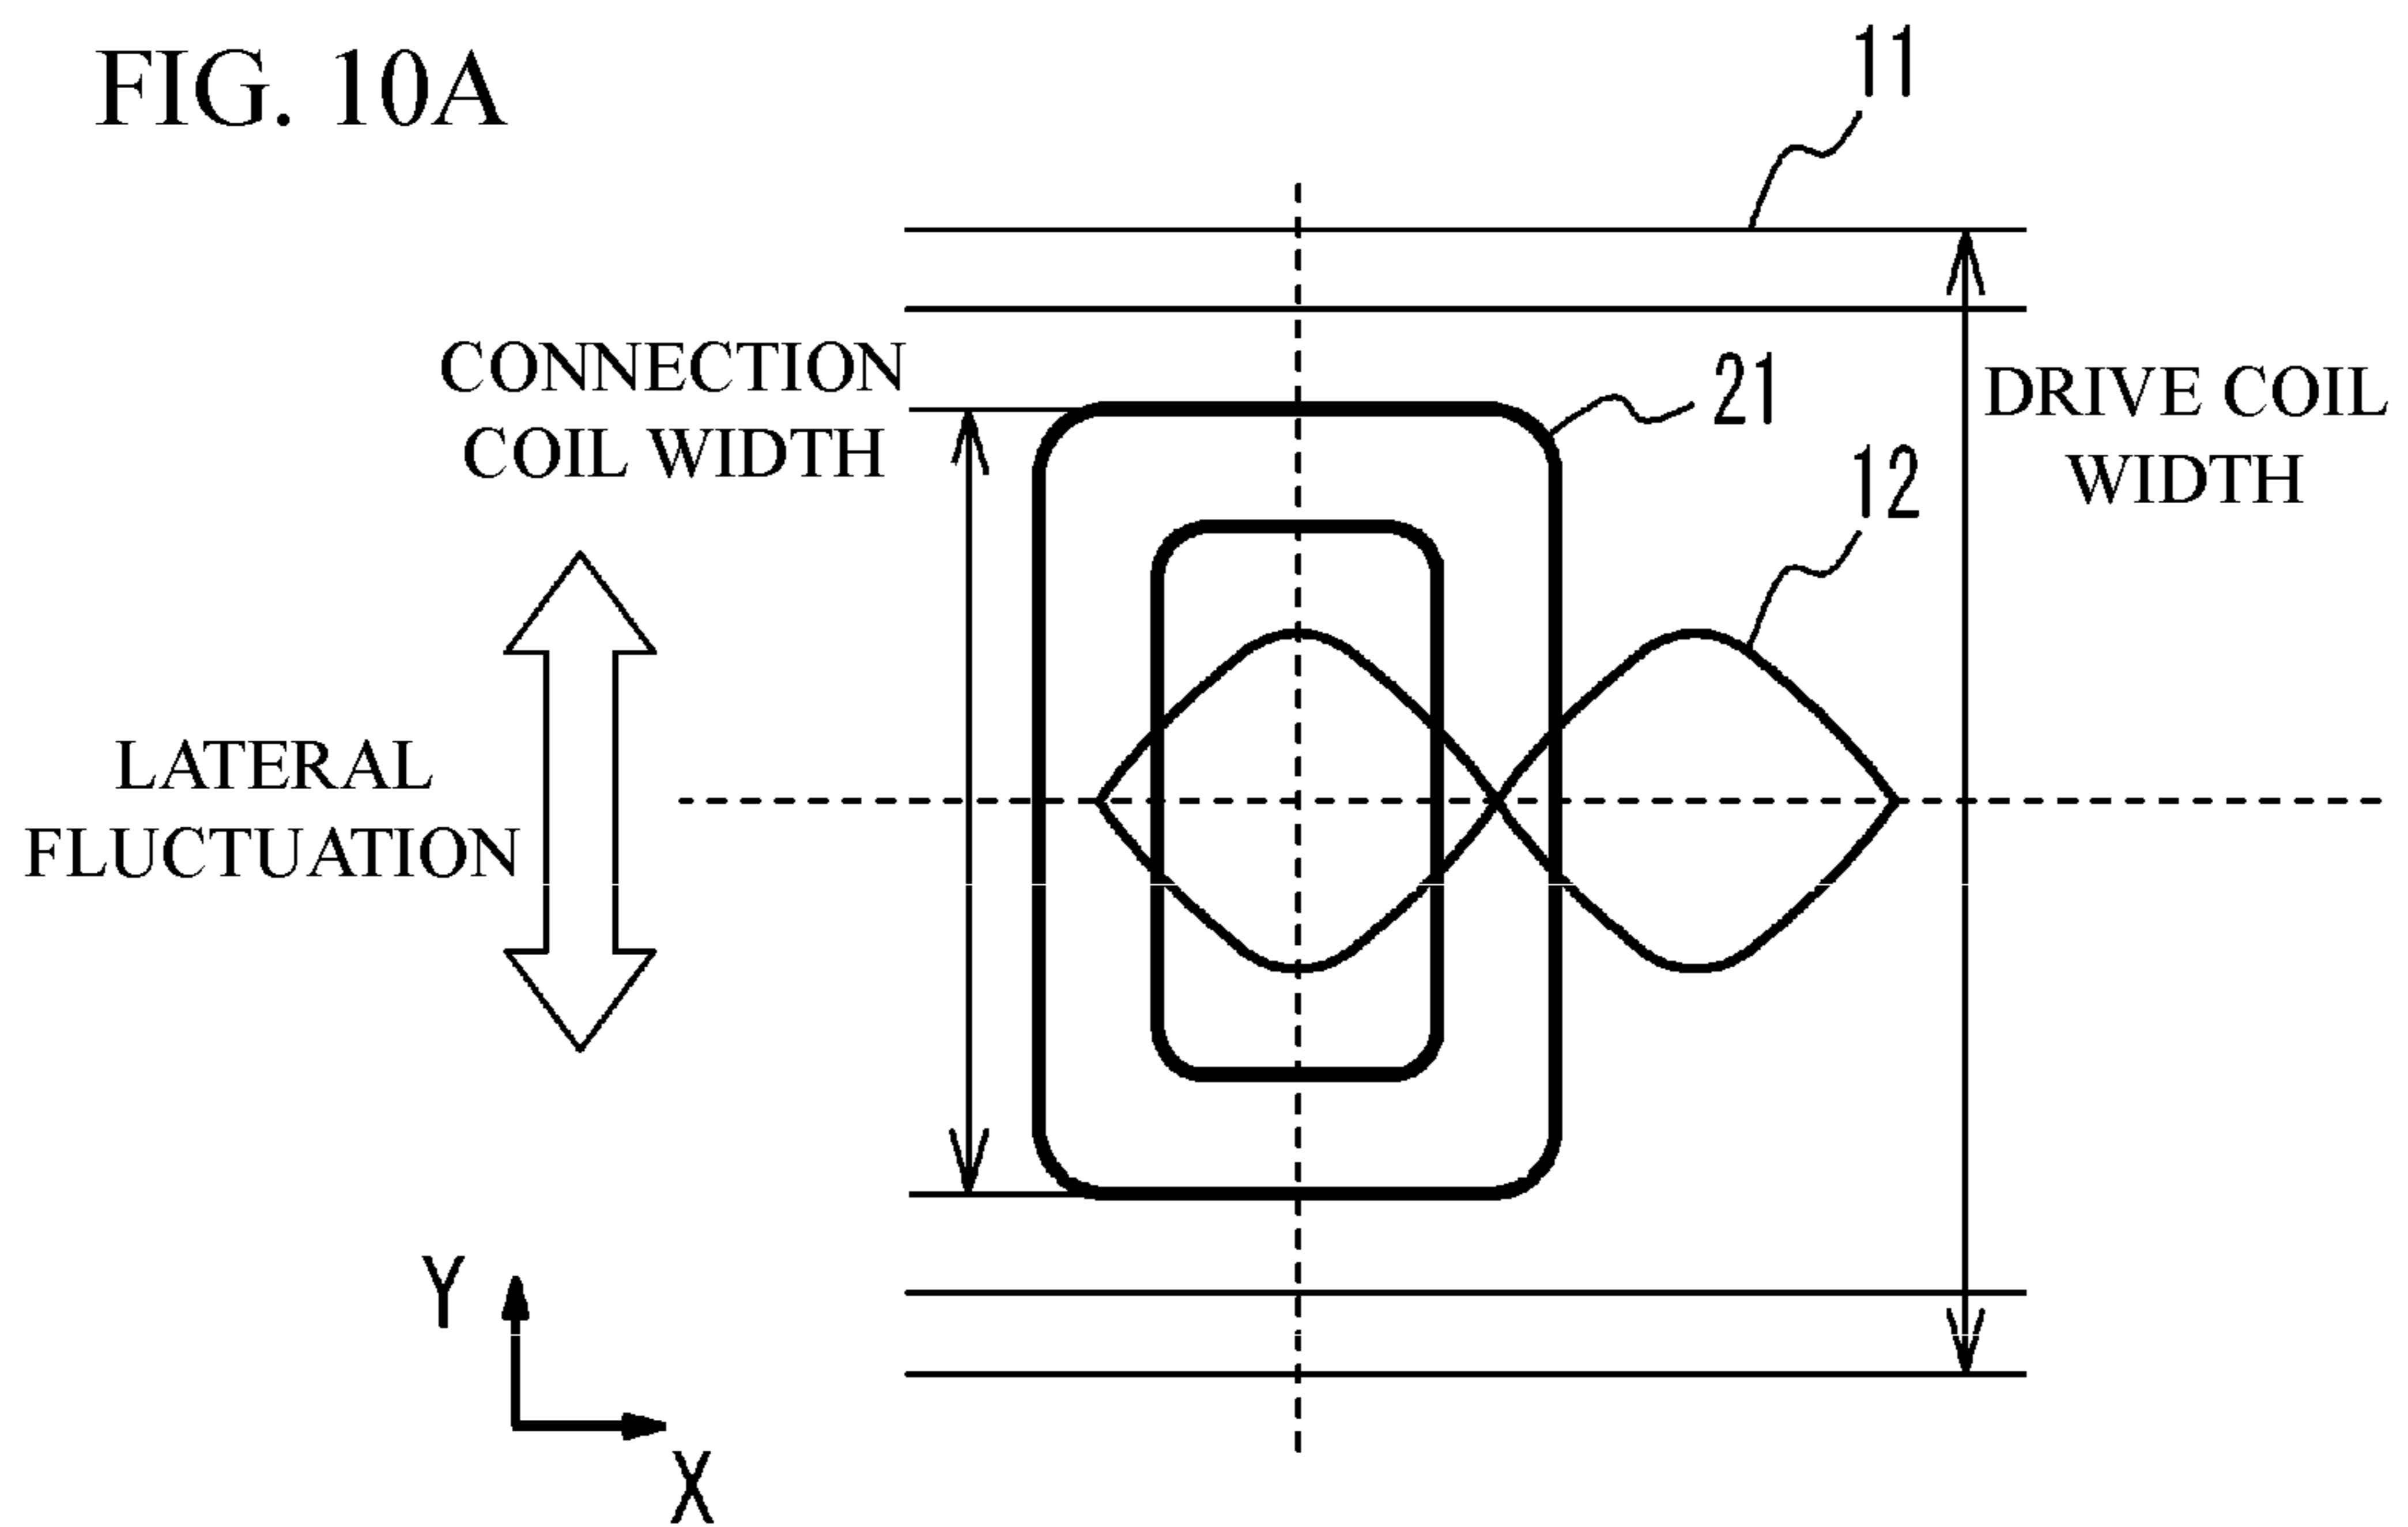 FIG. 10A
11
CONNECTION
COIL WIDTH
21
DRIVE COIL
WIDTH
12
LATERAL
FLUCTUATION
Y
X